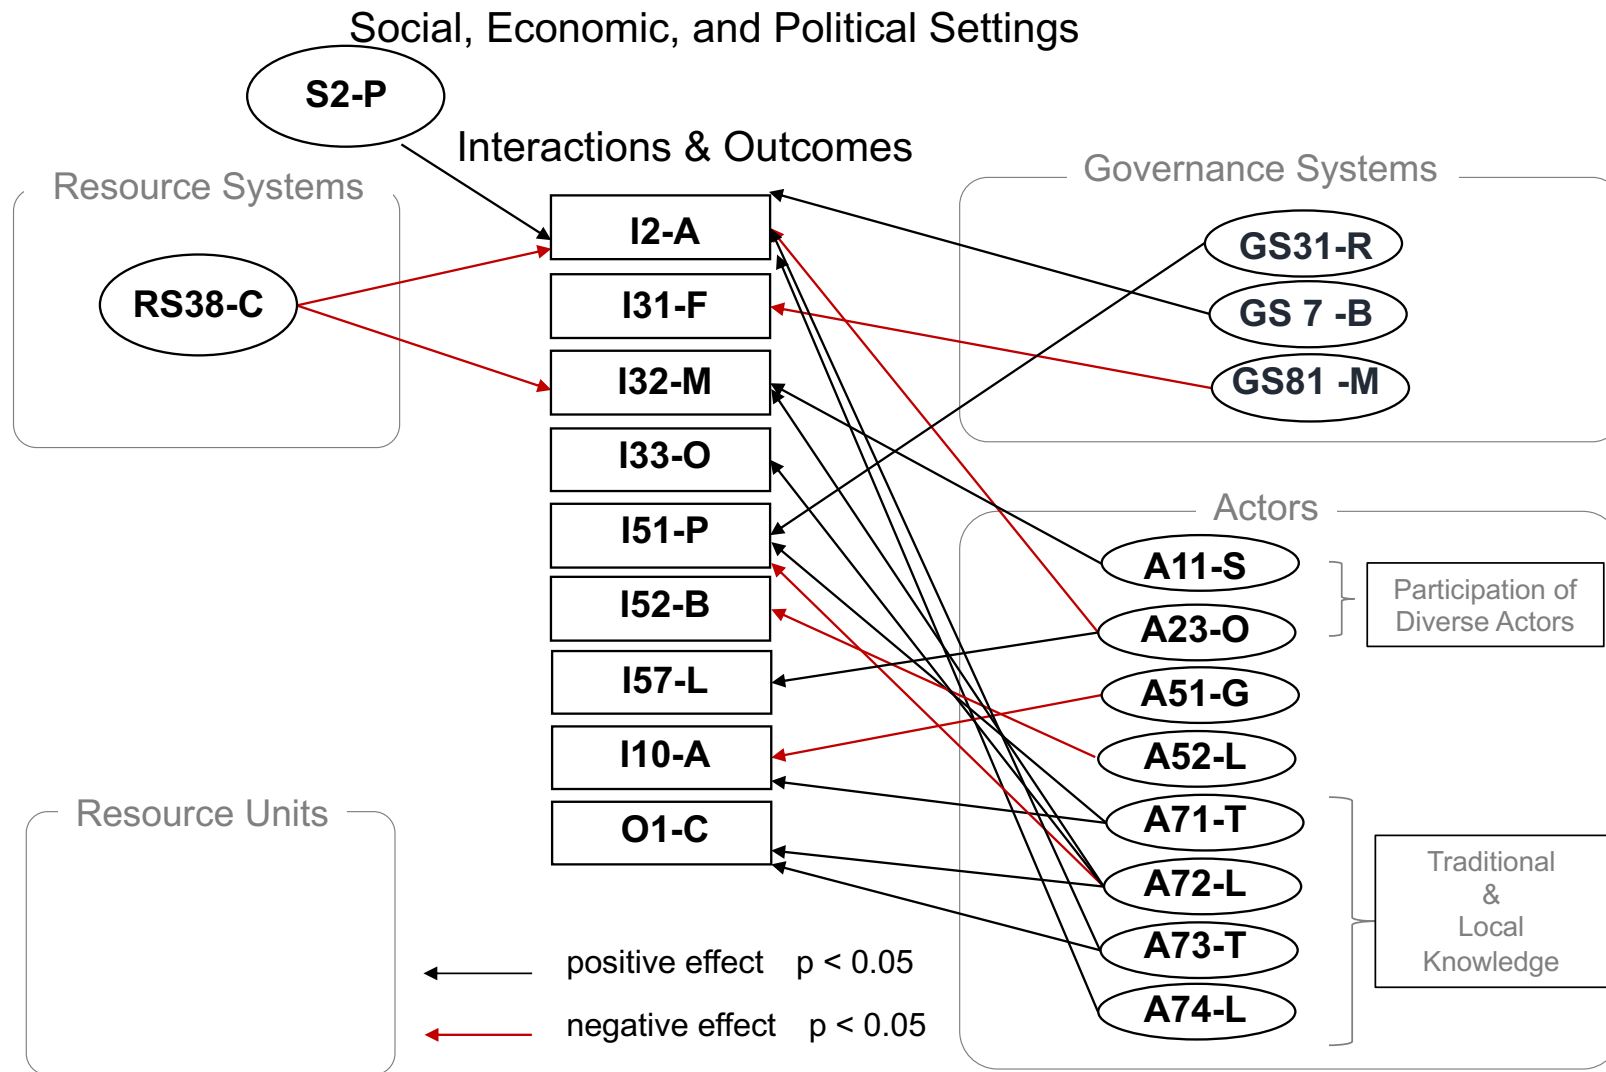 Social, Economic, and Political Settings
S2-P
Interactions & Outcomes
Resource Systems
RS38-C
I2-A
I31-F
I32-M
I33-O
I51-P
I52-B
I57-L
I10-A
O1-C
Governance Systems
GS31-R
GS 7 -B
GS81 -M
Actors
A11-S
A23-O
A51-G
A52-L
A71-T
A72-L
A73-T
A74-L
Participation of
Diverse Actors
Traditional
&
Local
Knowledge
Resource Units
positive effect p < 0.05
negative effect p < 0.05